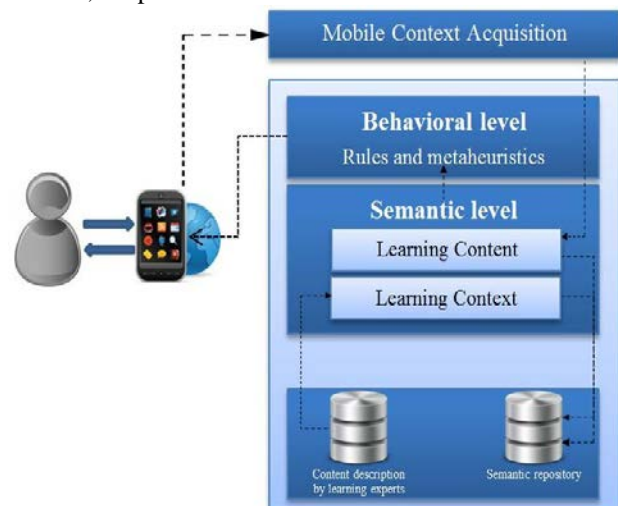 Mobile Context Acquisition
Behavioral level
Rules and metaheuristics
Semantic level
Learning Content
Learning Context
Content description
by learning experts
Semantic repository